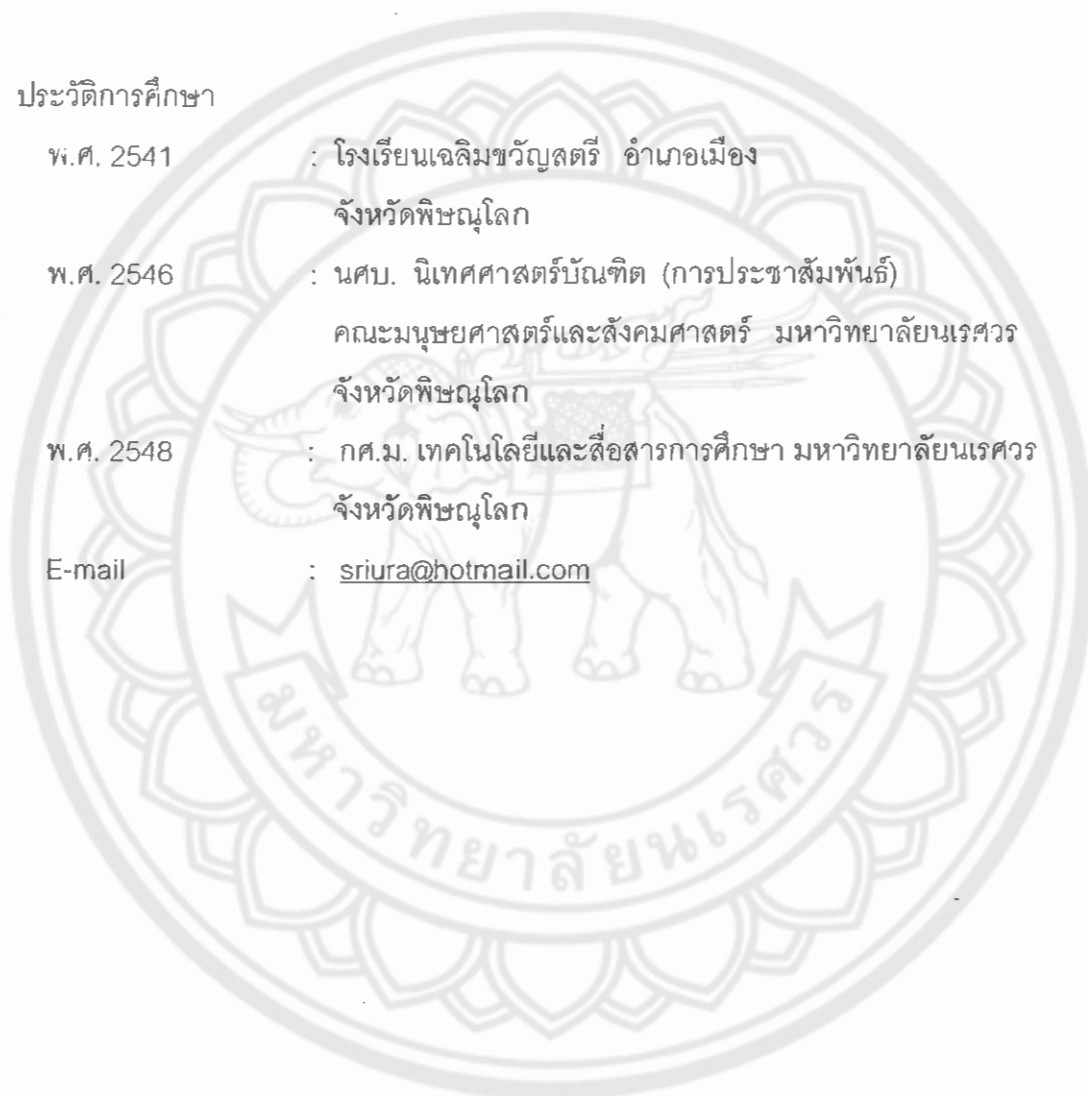 ประวัติการศึกษา
พ.ศ. 2541 : โรงเรียนเฉลิมขวัญสตรี อำเภอเมือง
จังหวัดพิษณุโลก
พ.ศ. 2546 : นศบ. นิเทศศาสตร์บัณฑิต (การประชาสัมพันธ์)
คณะมนุษยศาสตร์และสังคมศาสตร์ มหาวิทยาลัยนเรศวร
จังหวัดพิษณุโลก
พ.ศ. 2548 : กศ.ม. เทคโนโลยีและสื่อสารการศึกษา มหาวิทยาลัยนเรศวร
จังหวัดพิษณุโลก
E-mail : sriura@hotmail.com
มหาวิทยาลัยนเรศวร